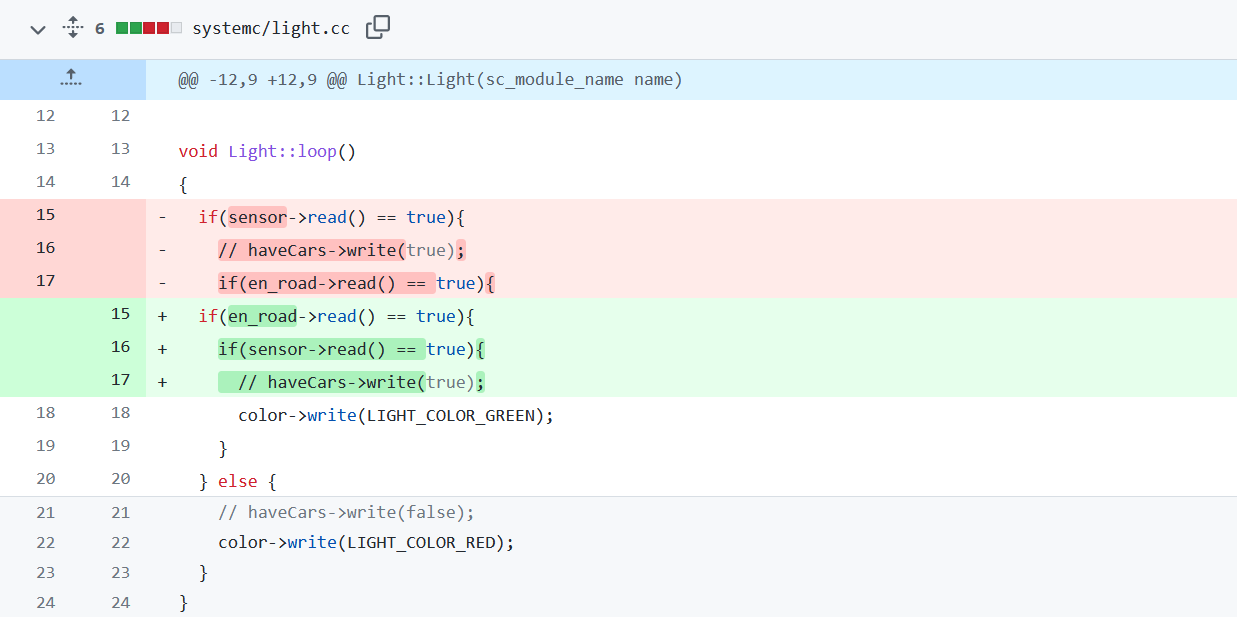 6 systemc/light.cc
@@ -12,9 +12,9 @@ Light::Light(sc_module_name name)
12 12
13 13 void Light::loop()
14 14 {
15 - if(sensor->read() == true){
16 - // haveCars->write(true);
17 - if(en_road->read() == true){
15 + if(en_road->read() == true){
16 + if(sensor->read() == true){
17 + // haveCars->write(true);
18 18 color->write(LIGHT_COLOR_GREEN);
19 19 }
20 20 } else {
21 21 // haveCars->write(false);
22 22 color->write(LIGHT_COLOR_RED);
23 23 }
24 24 }